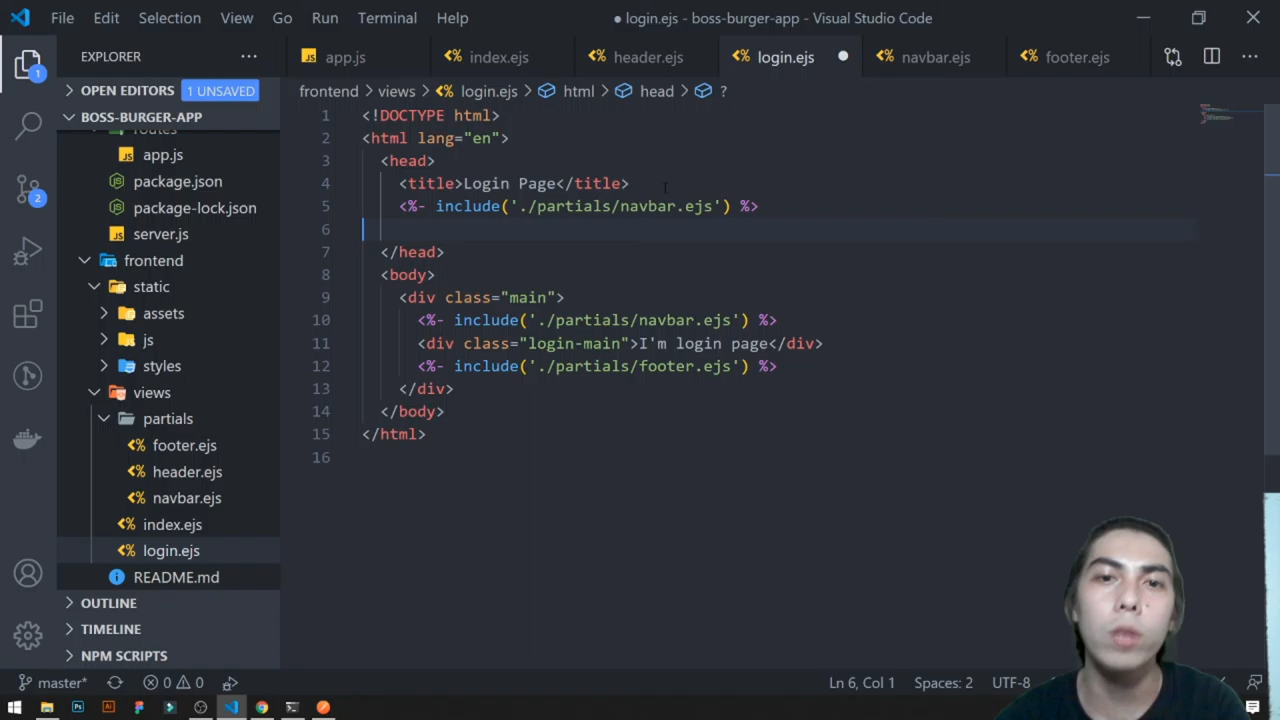 File Edit Selection View Go Run Terminal Help ● login.ejs - boss-burger-app - Visual Studio Code
EXPLORER
OPEN EDITORS 1 UNSAVED
BOSS-BURGER-APP
routes
app.js
package.json
package-lock.json
server.js
frontend
static
assets
js
styles
views
partials
footer.ejs
header.ejs
navbar.ejs
index.ejs
login.ejs
README.md
OUTLINE
TIMELINE
NPM SCRIPTS
1
2
app.js index.ejs header.ejs login.ejs navbar.ejs footer.ejs
frontend > views > login.ejs > html > head > ?
1 <!DOCTYPE html>
2 <html lang="en">
3 <head>
4 <title>Login Page</title>
5 <%- include('./partials/navbar.ejs') %>
6
7 </head>
8 <body>
9 <div class="main">
10 <%- include('./partials/navbar.ejs') %>
11 <div class="login-main">I'm login page</div>
12 <%- include('./partials/footer.ejs') %>
13 </div>
14 </body>
15 </html>
16
master* 0 0 Ln 6, Col 1 Spaces: 2 UTF-8
Ps Ai